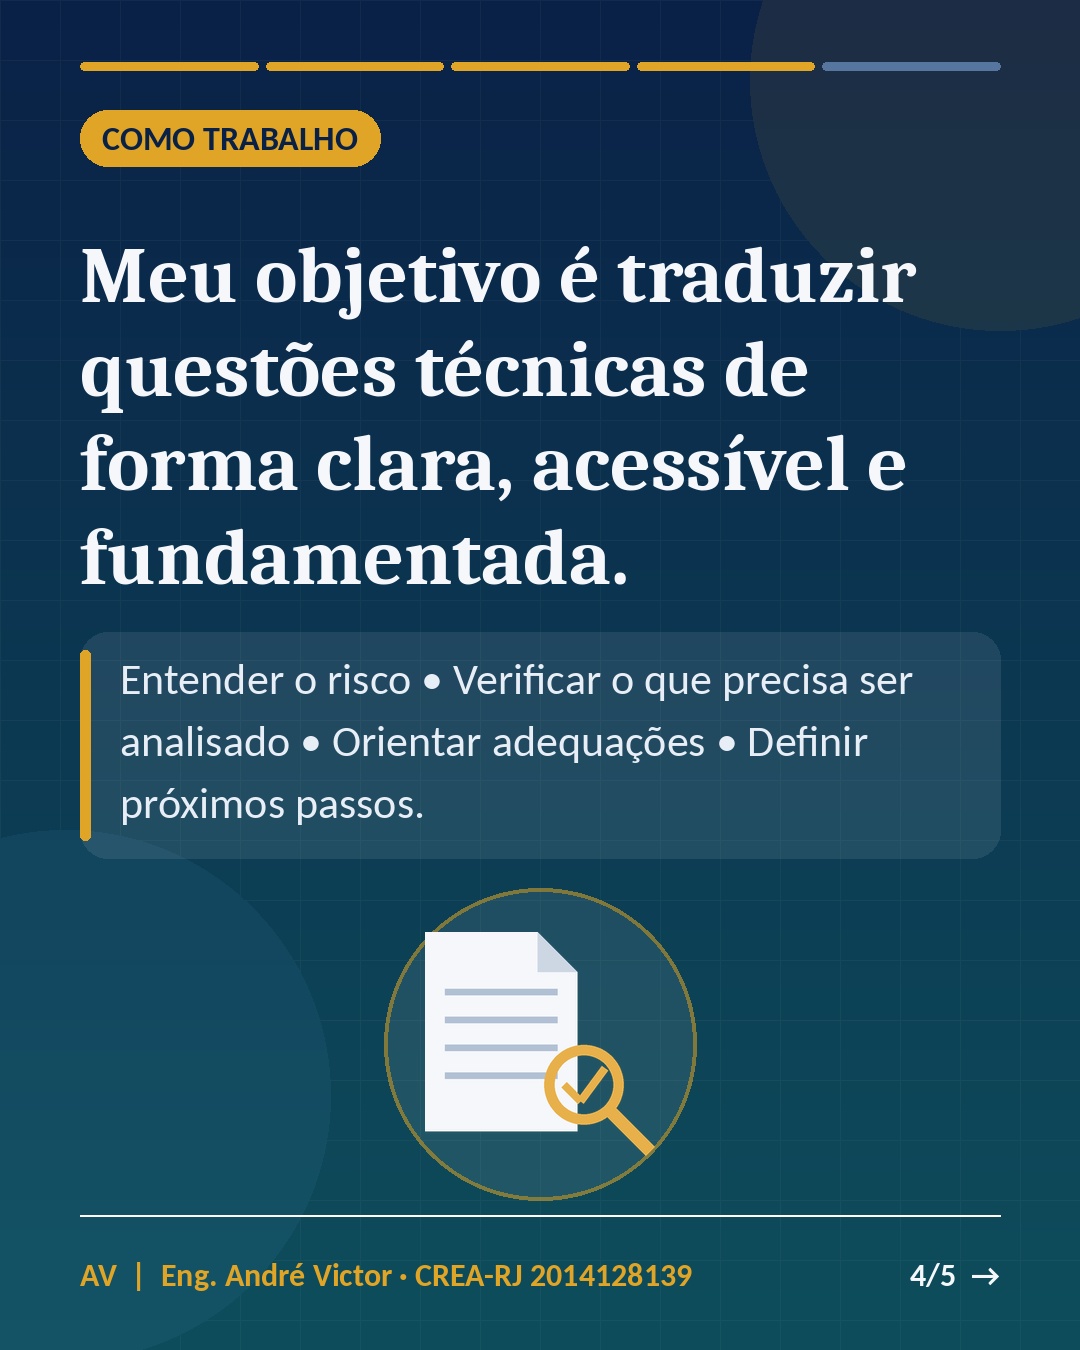 COMO TRABALHO
Meu objetivo é traduzir
questões técnicas de
forma clara, acessível e
fundamentada.
Entender o risco • Verificar o que precisa ser
analisado • Orientar adequações • Definir
próximos passos.
AV | Eng. André Victor · CREA-RJ 2014128139
4/5 →